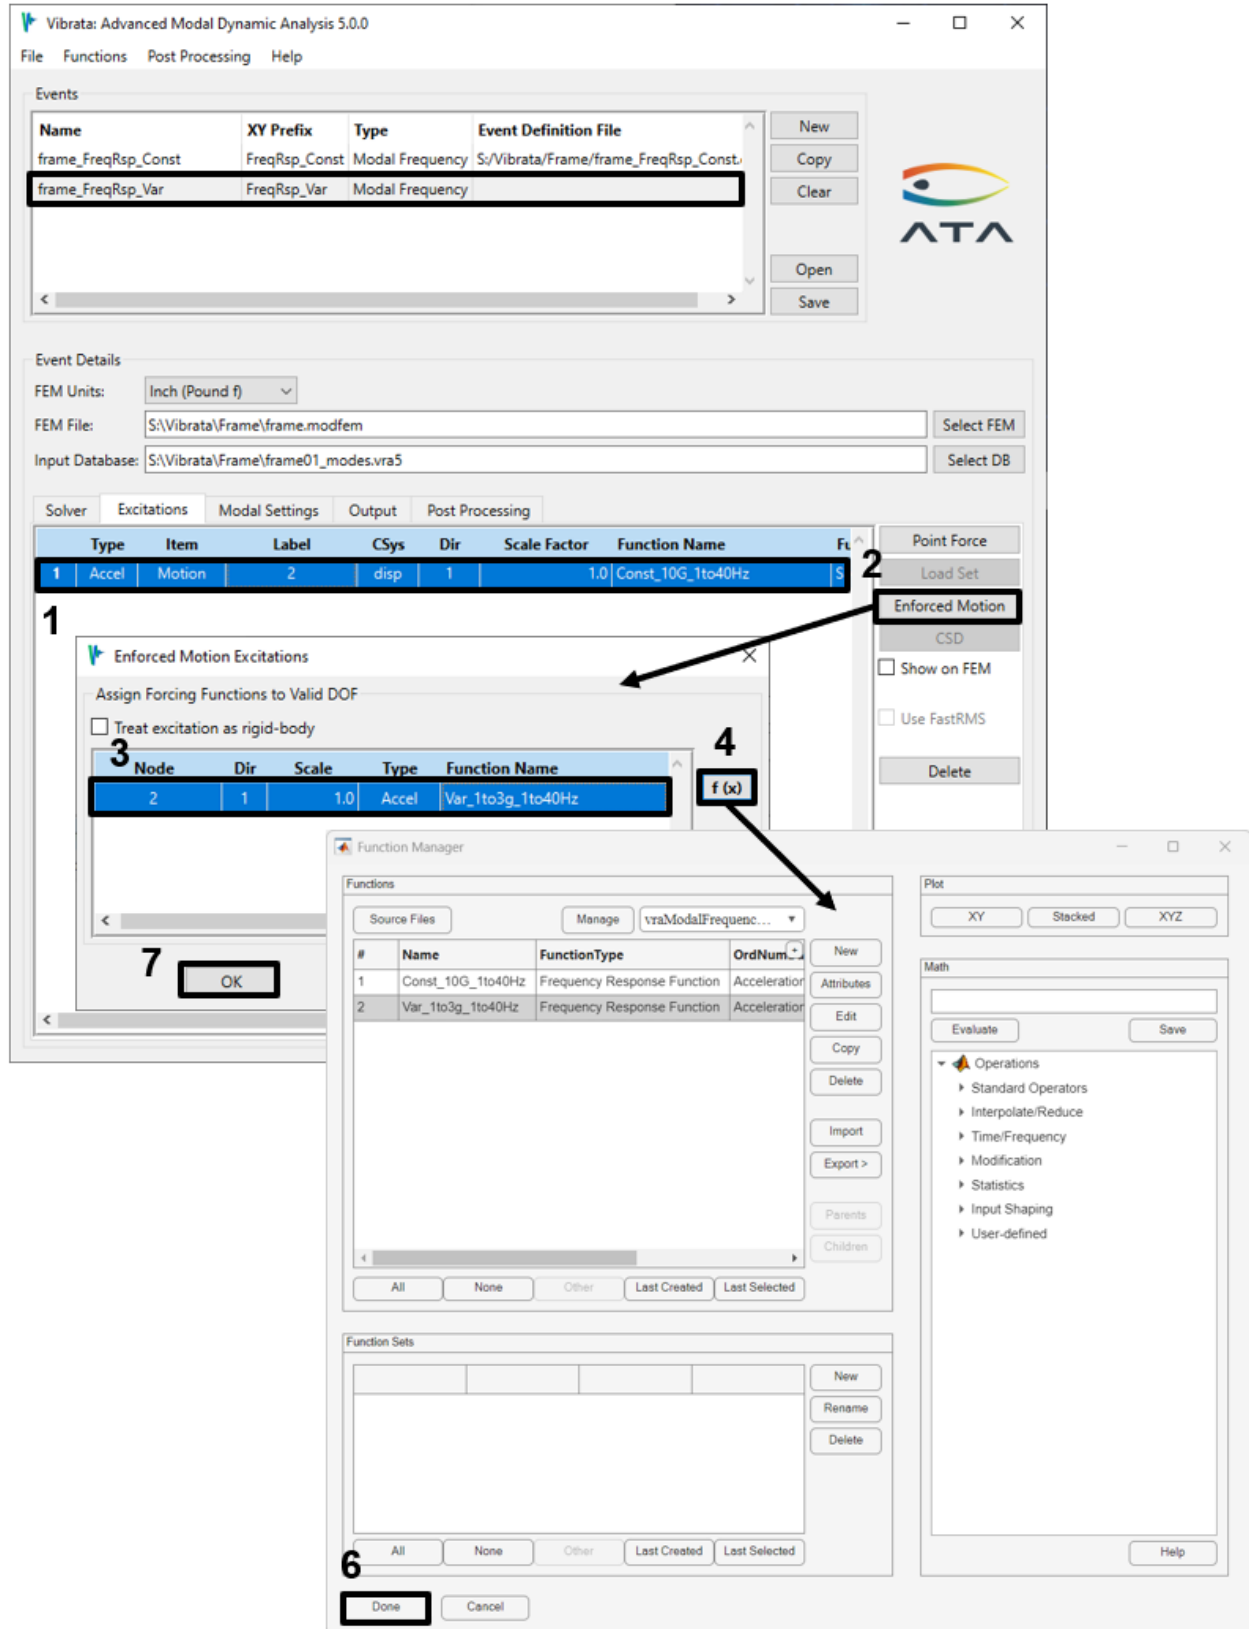 Vibrata: Advanced Modal Dynamic Analysis 5.0.0
File Functions Post Processing Help
Events
Name XY Prefix Type Event Definition File
frame_FreqRsp_Const FreqRsp_Const Modal Frequency S:/Vibrata/Frame/frame_FreqRsp_Const.
frame_FreqRsp_Var FreqRsp_Var Modal Frequency
New
Copy
Clear
Open
Save
ATA
Event Details
FEM Units: Inch (Pound f)
FEM File: S:\Vibrata\Frame\frame.modfem Select FEM
Input Database: S:\Vibrata\Frame\frame01_modes.vra5 Select DB
Solver Excitations Modal Settings Output Post Processing
Type Item Label CSys Dir Scale Factor Function Name Fu
1 Accel Motion 2 disp 1 1.0 Const_10G_1to40Hz S
1
2
Point Force
Load Set
Enforced Motion
CSD
Show on FEM
Use FastRMS
Delete
Enforced Motion Excitations
Assign Forcing Functions to Valid DOF
Treat excitation as rigid-body
3
Node Dir Scale Type Function Name
2 1 1.0 Accel Var_1to3g_1to40Hz
4
f (x)
7
OK
Function Manager
Functions
Source Files Manage vraModalFrequenc...
# Name FunctionType OrdNum
1 Const_10G_1to40Hz Frequency Response Function Acceleration
2 Var_1to3g_1to40Hz Frequency Response Function Acceleration
New
Attributes
Edit
Copy
Delete
Import
Export >
Parents
Children
All None Other Last Created Last Selected
Function Sets
New
Rename
Delete
All None Other Last Created Last Selected
6
Done Cancel
Plot
XY Stacked XYZ
Math
Evaluate Save
Operations
Standard Operators
Interpolate/Reduce
Time/Frequency
Modification
Statistics
Input Shaping
User-defined
Help